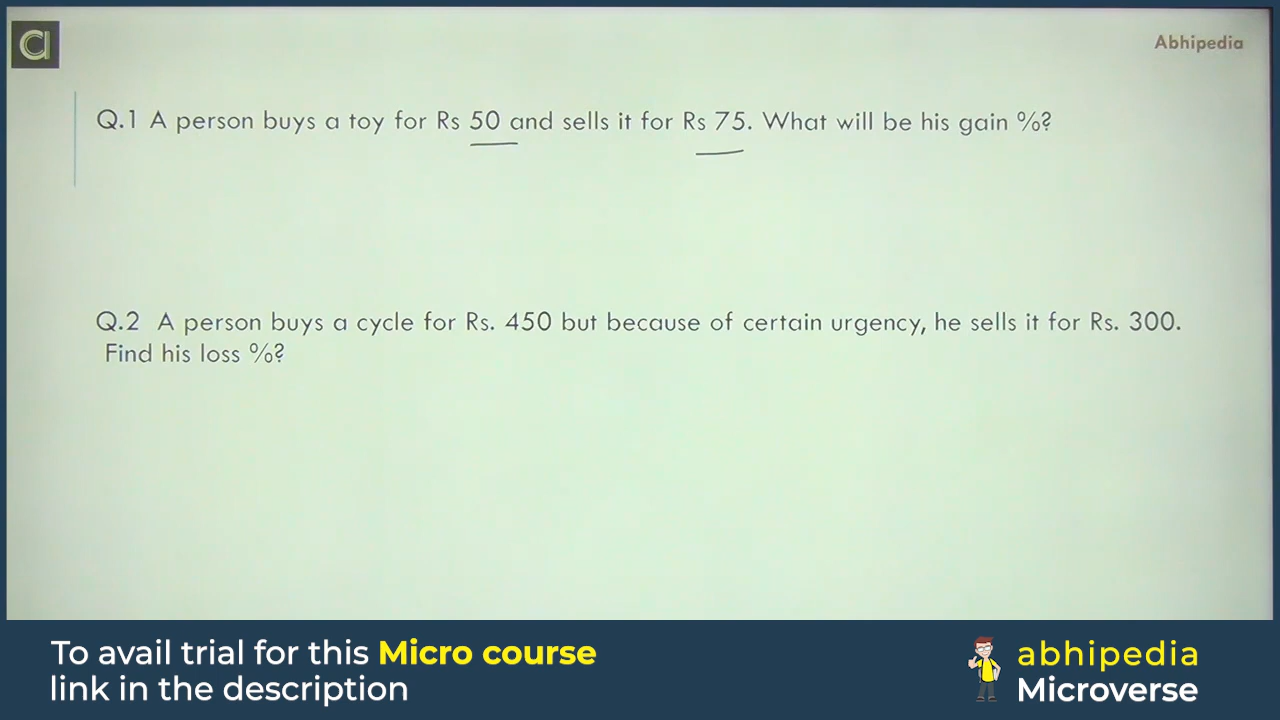 a
Abhipedia
Q.1 A person buys a toy for Rs 50 and sells it for Rs 75. What will be his gain %?
Q.2 A person buys a cycle for Rs. 450 but because of certain urgency, he sells it for Rs. 300.
Find his loss %?
To avail trial for this Micro course
link in the description
abhipedia
Microverse